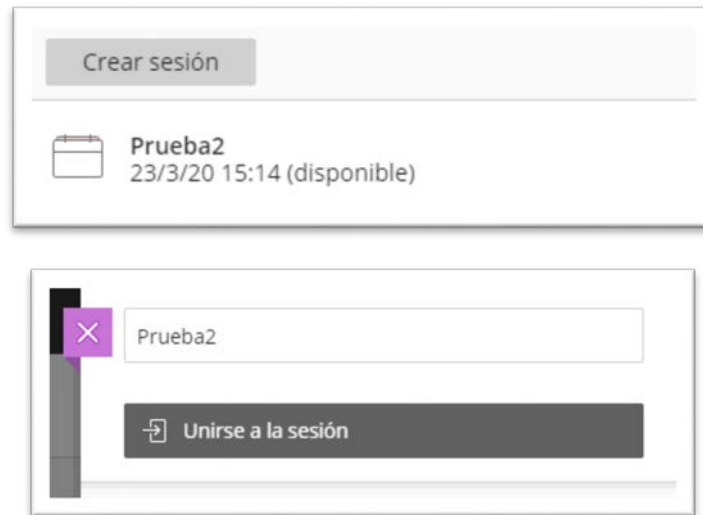 Crear sesión
Prueba2
23/3/20 15:14 (disponible)
Prueba2
Unirse a la sesión